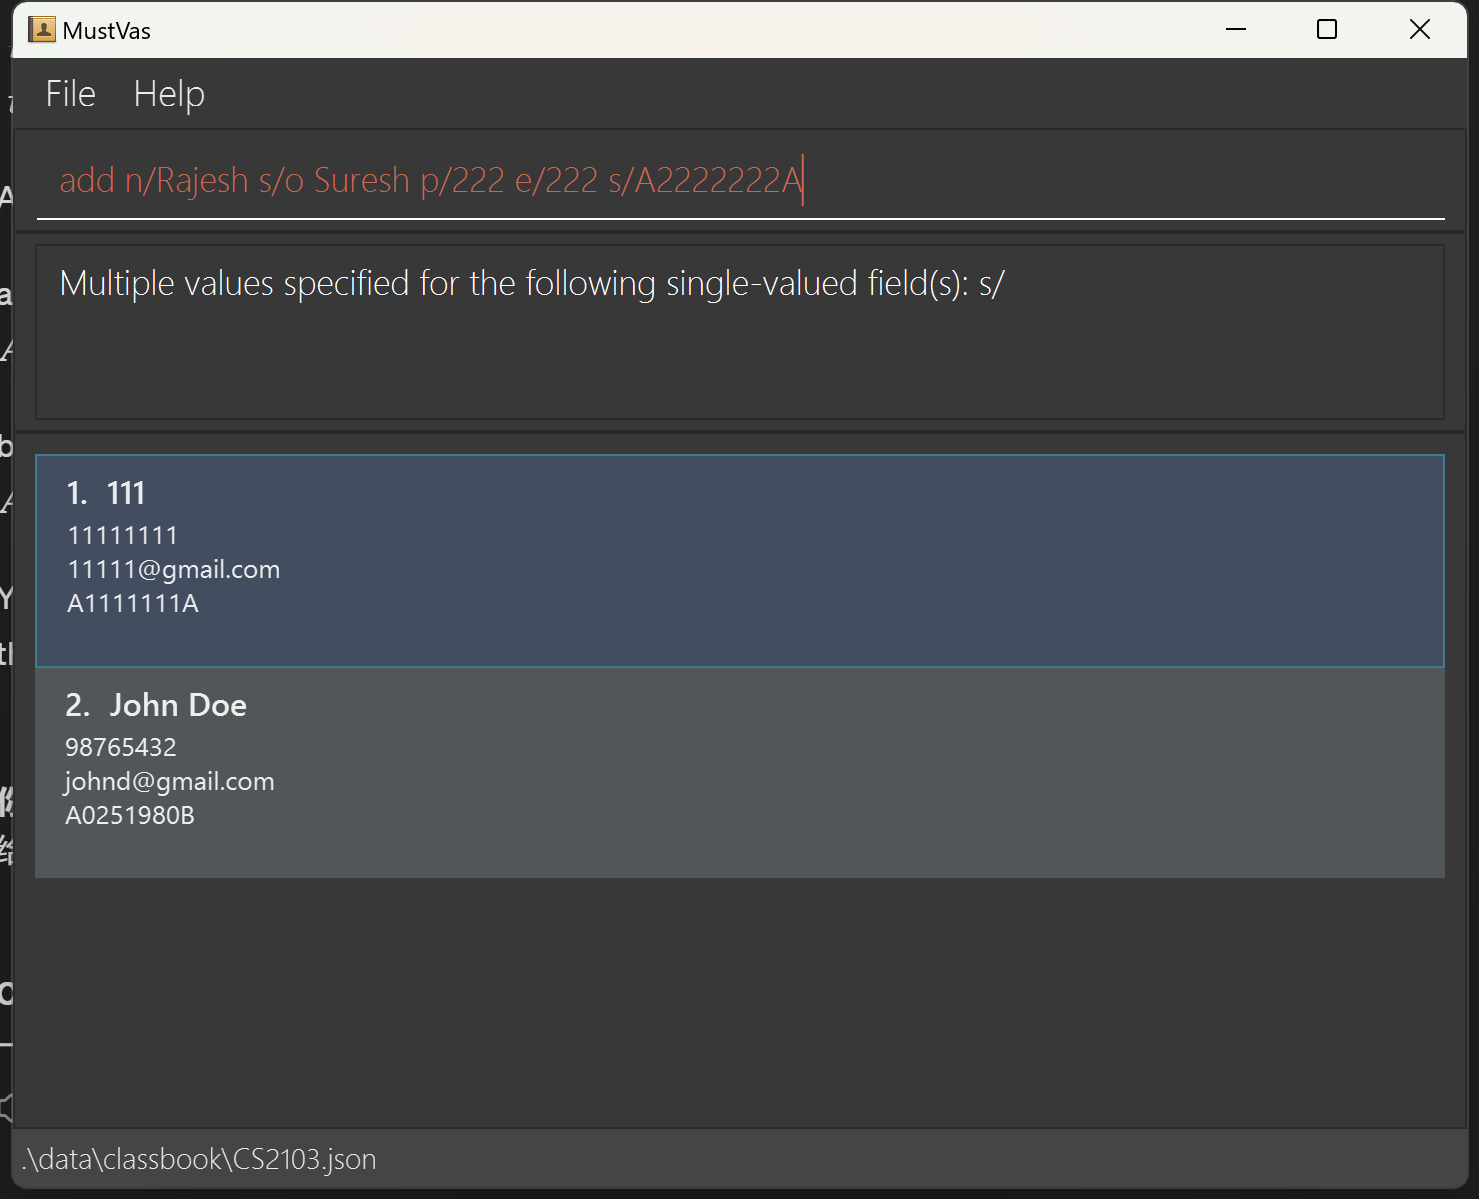 MustVas
File Help
add n/Rajesh s/o Suresh p/222 e/222 s/A2222222A
Multiple values specified for the following single-valued field(s): s/
1. 111
11111111
11111@gmail.com
A1111111A
2. John Doe
98765432
johnd@gmail.com
A0251980B
.\data\classbook\CS2103.json